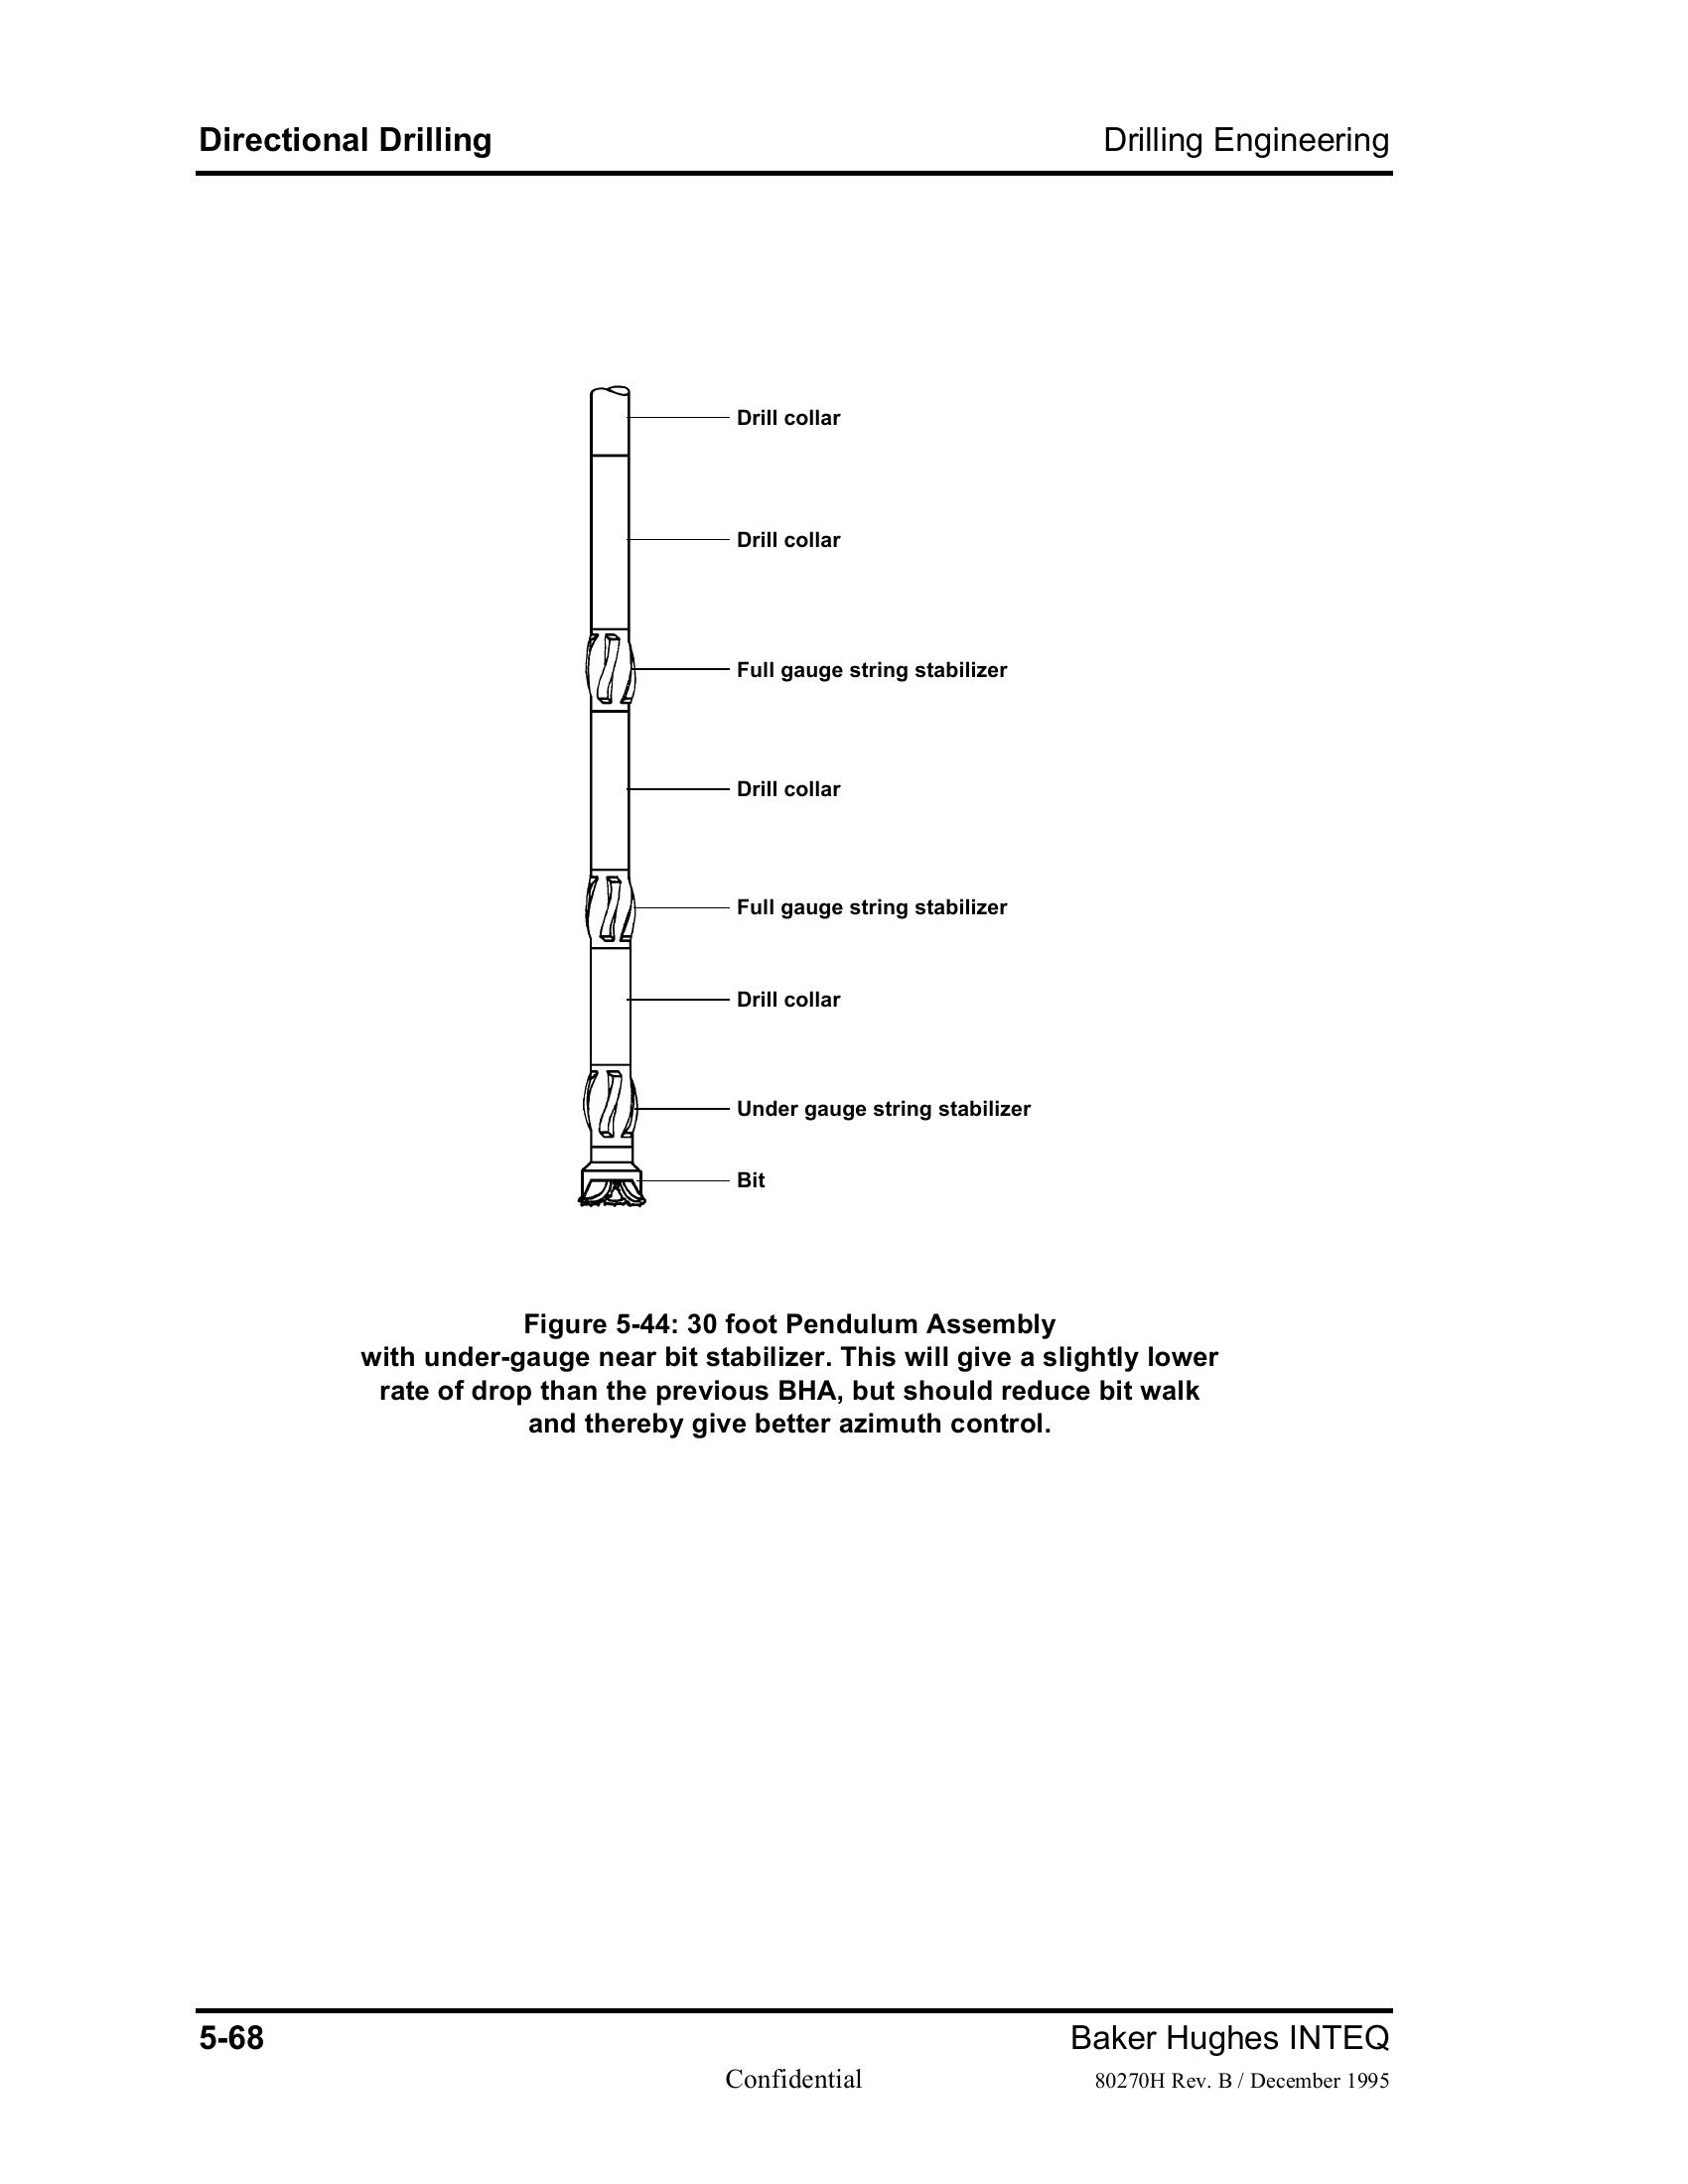 Directional Drilling
Drilling Engineering
Drill collar
Drill collar
Full gauge string stabilizer
Drill collar
Full gauge string stabilizer
Drill collar
Under gauge string stabilizer
Bit
Figure 5-44: 30 foot Pendulum Assembly
with under-gauge near bit stabilizer. This will give a slightly lower
rate of drop than the previous BHA, but should reduce bit walk
and thereby give better azimuth control.
5-68
Baker Hughes INTEQ
Confidential
80270H Rev. B / December 1995